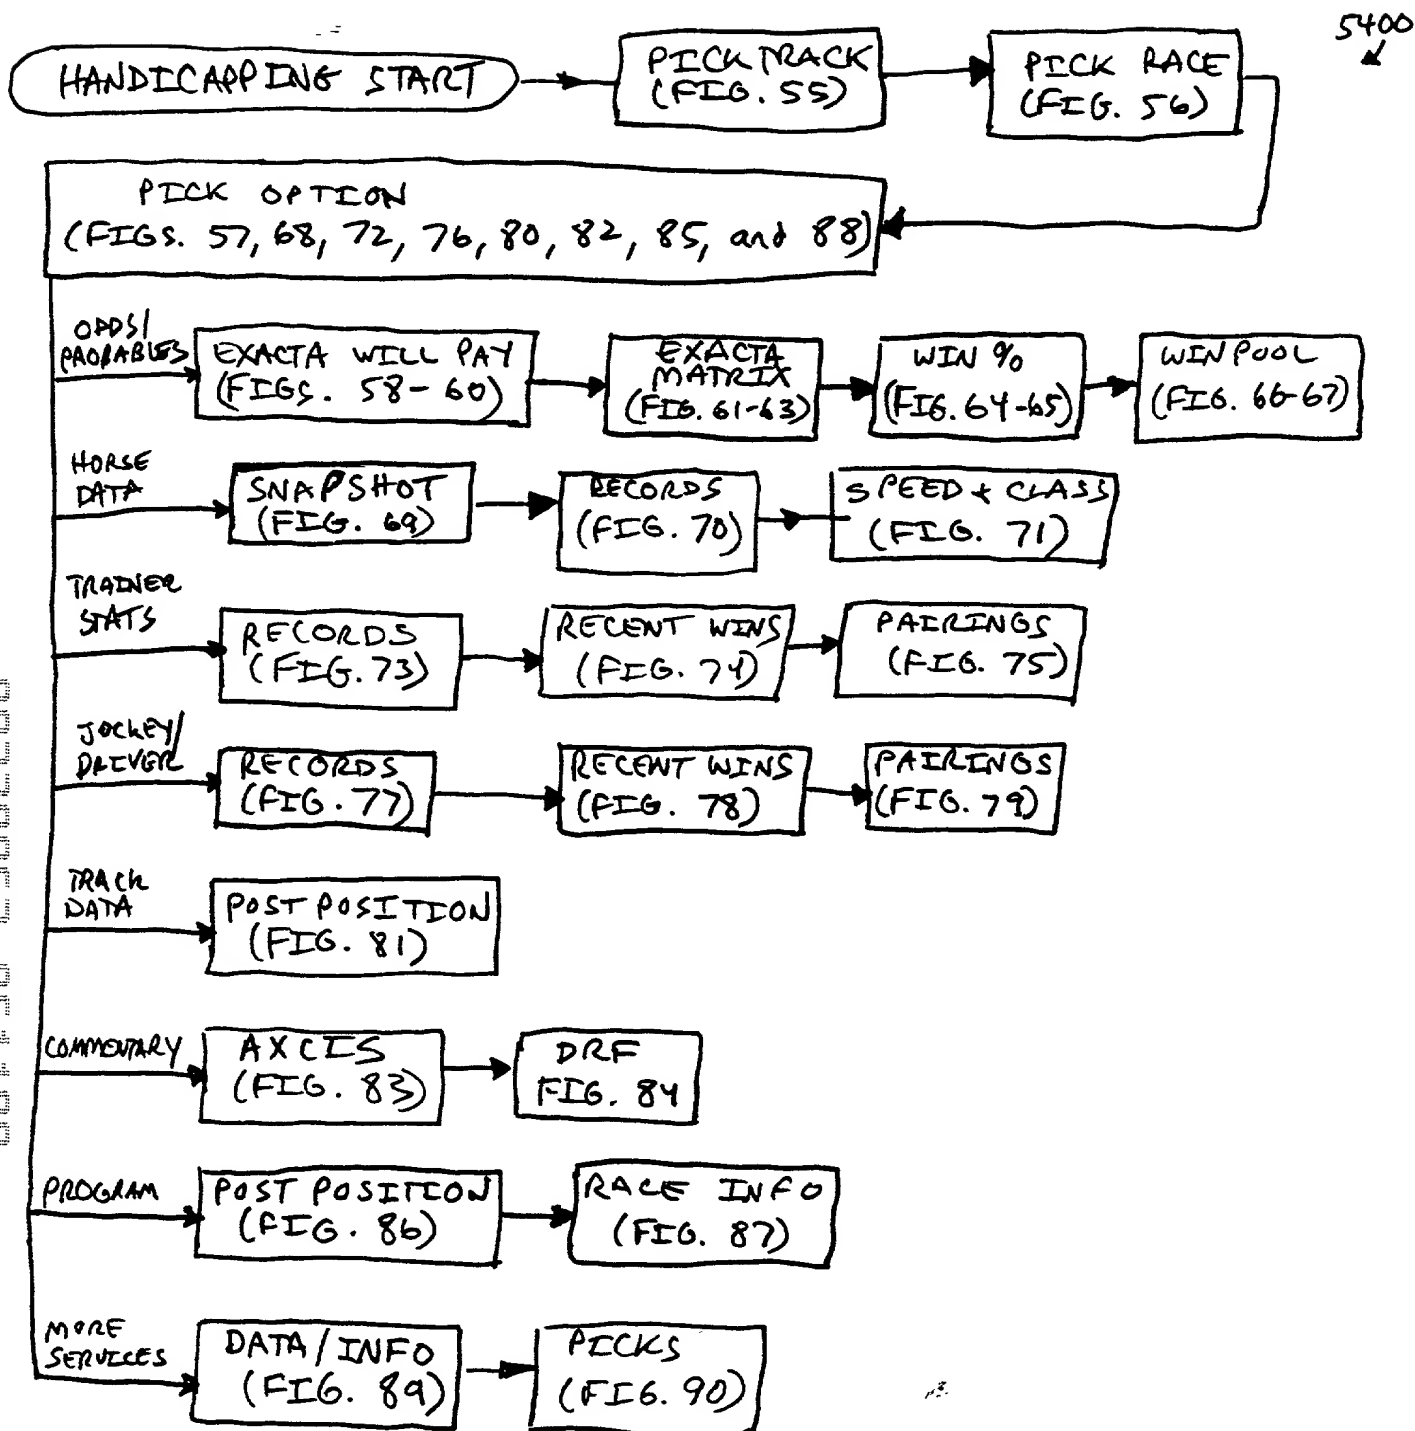 5400
HANDICAPPING START
PICK TRACK
(FIG. 55)
PICK RACE
(FIG. 56)
PICK OPTION
(FIGS. 57, 68, 72, 76, 80, 82, 85, and 88)
ODDS/
PROBABLES
EXACTA WILL PAY
(FIGS. 58-60)
EXACTA
MATRIX
(FIG. 61-63)
WIN %
(FIG. 64-65)
WIN POOL
(FIG. 66-67)
HORSE
DATA
SNAPSHOT
(FIG. 69)
RECORDS
(FIG. 70)
SPEED + CLASS
(FIG. 71)
TRAINER
STATS
RECORDS
(FIG. 73)
RECENT WINS
(FIG. 74)
PAIRINGS
(FIG. 75)
JOCKEY/
DRIVER
RECORDS
(FIG. 77)
RECENT WINS
(FIG. 78)
PAIRINGS
(FIG. 79)
TRACK
DATA
POST POSITION
(FIG. 81)
COMMENTARY
AXCIS
(FIG. 83)
DRF
FIG. 84
PROGRAM
POST POSITION
(FIG. 86)
RACE INFO
(FIG. 87)
MORE
SERVICES
DATA/INFO
(FIG. 89)
PICKS
(FIG. 90)